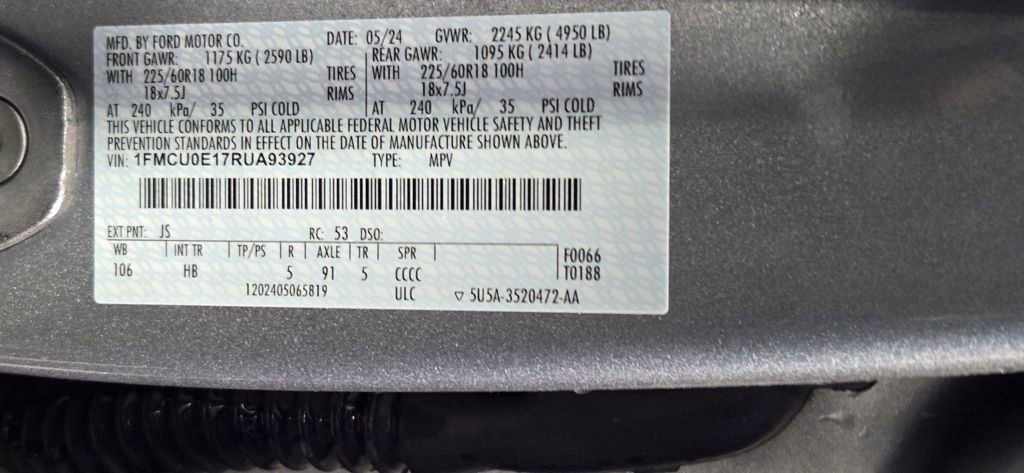 MFD. BY FORD MOTOR CO. DATE: 05/24 GVWR: 2245 KG ( 4950 LB)
FRONT GAWR: 1175 KG ( 2590 LB) REAR GAWR: 1095 KG ( 2414 LB)
WITH 225/60R18 100H TIRES WITH 225/60R18 100H TIRES
18x7.5J RIMS 18x7.5J RIMS
AT 240 kPa/ 35 PSI COLD AT 240 kPa/ 35 PSI COLD
THIS VEHICLE CONFORMS TO ALL APPLICABLE FEDERAL MOTOR VEHICLE SAFETY AND THEFT
PREVENTION STANDARDS IN EFFECT ON THE DATE OF MANUFACTURE SHOWN ABOVE.
VIN: 1FMCU0E17RUA93927 TYPE: MPV
EXT PNT: JS RC: 53 DSO:
WB INT TR TP/PS R AXLE TR SPR F0066
106 HB 5 91 5 CCCC T0188
1202405065819 ULC ▽ 5U5A-3520472-AA